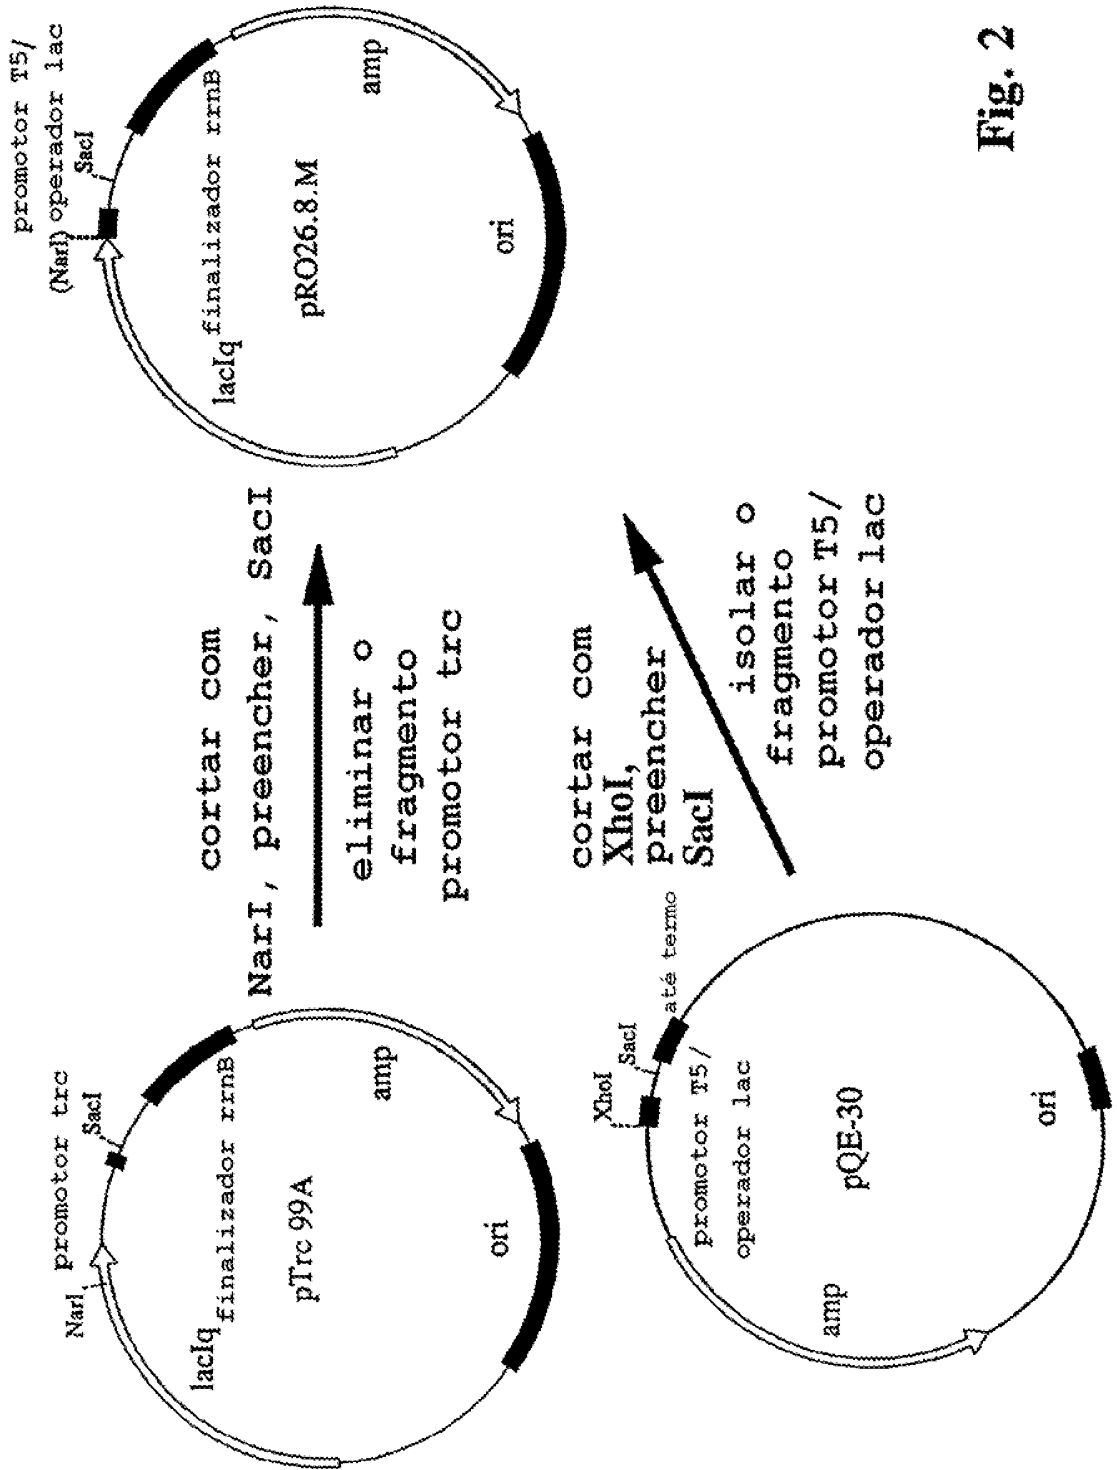 NarI
promotor trc
SacI
lacIq
finalizador rrnB
pTrc 99A
amp
ori
cortar com
NarI, preencher, SacI
eliminar o
fragmento
promotor trc
promotor T5/
(NarI) operador lac
SacI
lacIq
finalizador rrnB
pRO26.8.M
amp
ori
XhoI
SacI
até termo
promotor T5/
operador lac
amp
pQE-30
ori
cortar com
XhoI,
preencher
SacI
isolar o
fragmento
promotor T5/
operador lac
Fig. 2